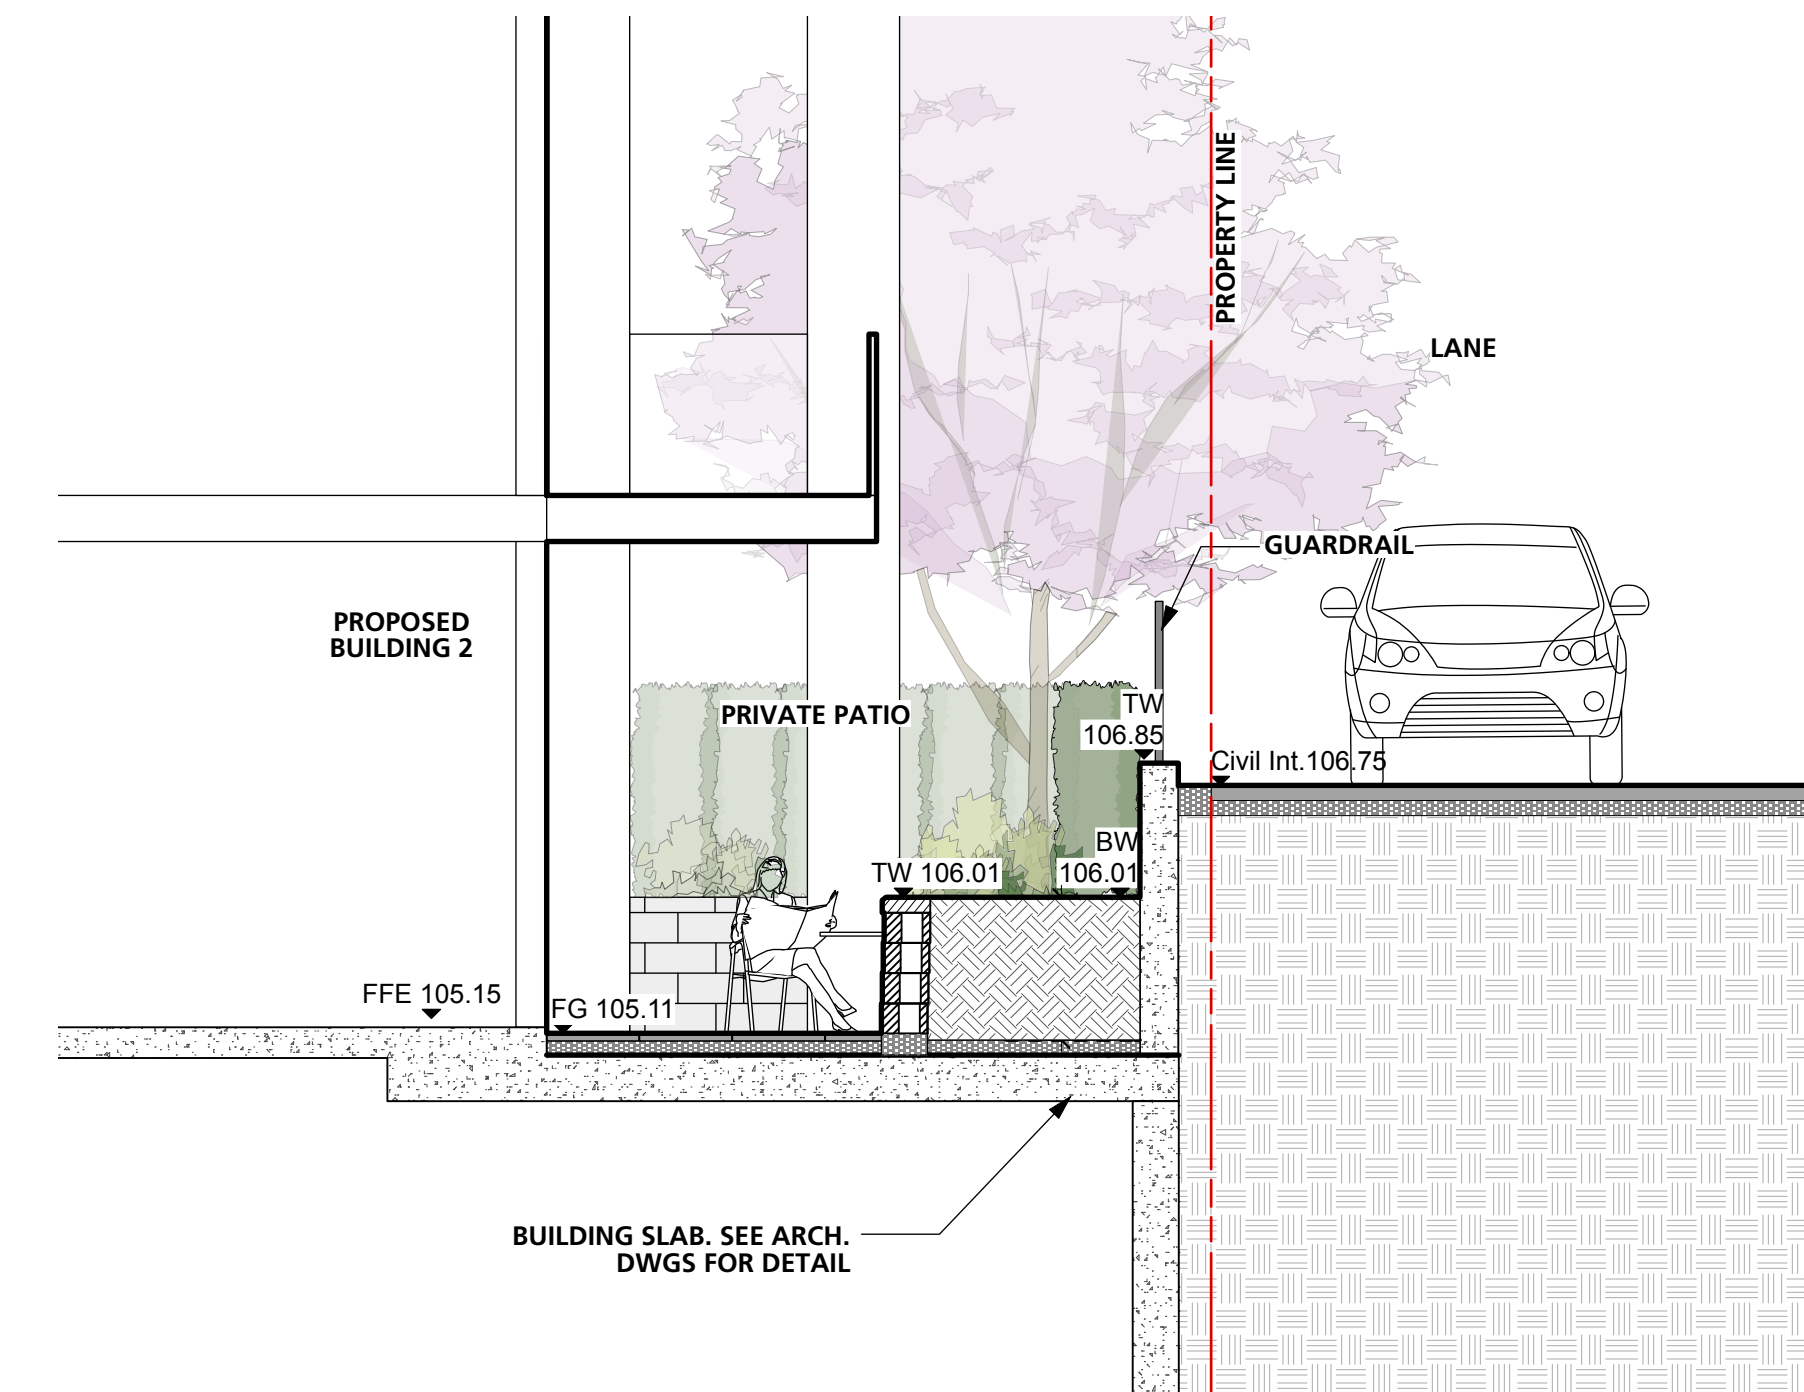 PROPERTY LINE
LANE
GUARDRAIL
PROPOSED
BUILDING 2
PRIVATE PATIO
TW
106.85
Civil Int.106.75
BW
106.01
TW 106.01
FFE 105.15
FG 105.11
BUILDING SLAB. SEE ARCH.
DWGS FOR DETAIL